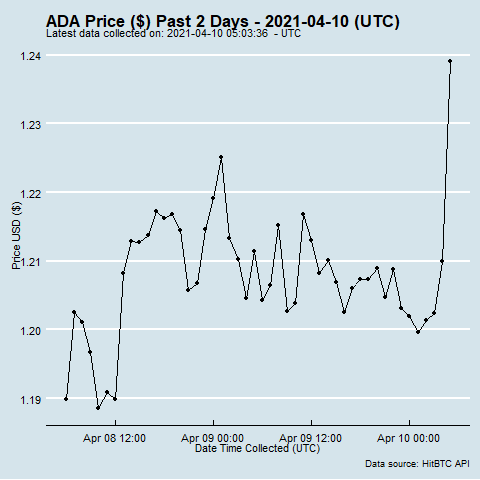 ADA Price ($) Past 2 Days - 2021-04-10 (UTC)
Latest data collected on: 2021-04-10 05:03:36 - UTC
1.24
1.23
1.22
1.21
1.20
1.19
Price USD ($)
Apr 08 12:00
Apr 09 00:00
Apr 09 12:00
Apr 10 00:00
Date Time Collected (UTC)
Data source: HitBTC API